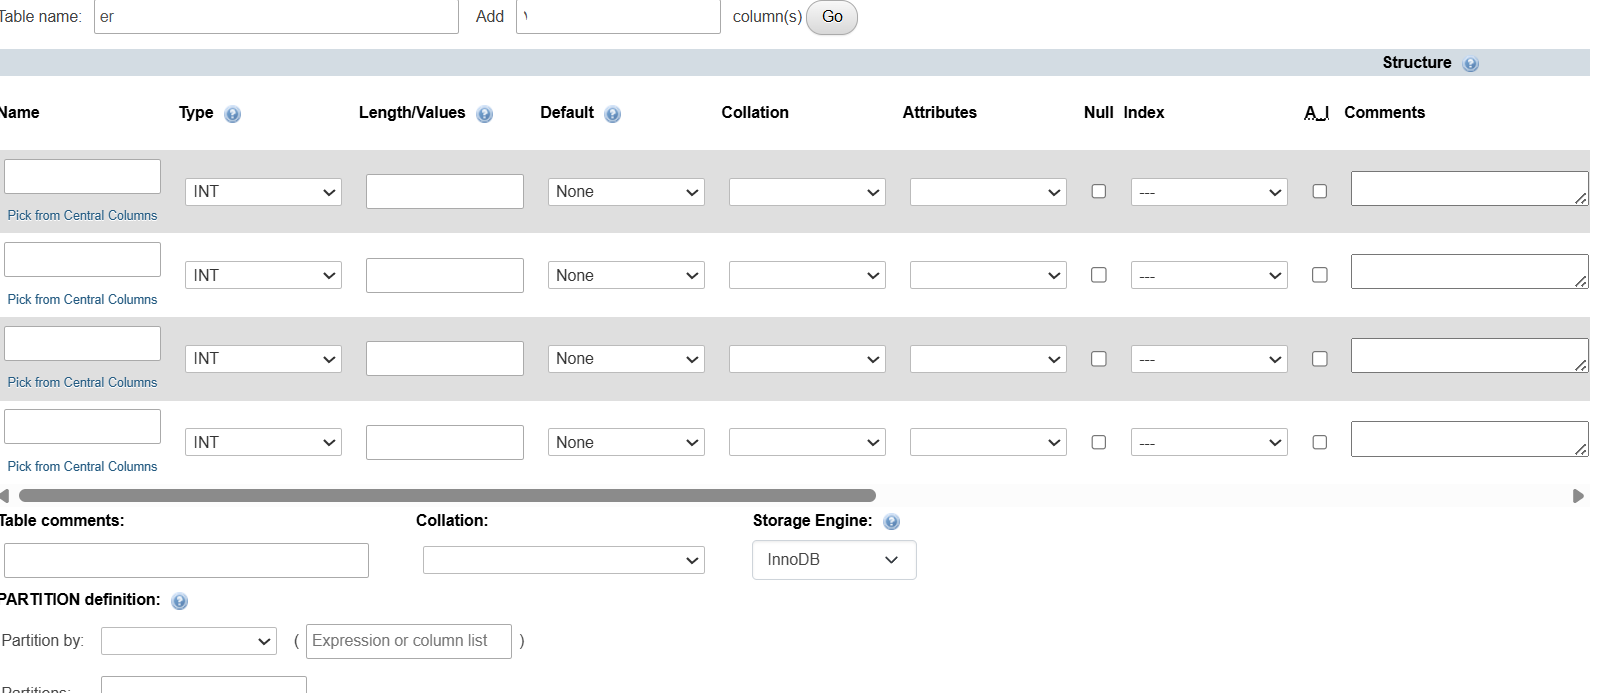 Table name: er Add column(s) Go
Structure
Name Type Length/Values Default Collation Attributes Null Index A_I Comments
INT None ---
Pick from Central Columns
INT None ---
Pick from Central Columns
INT None ---
Pick from Central Columns
INT None ---
Pick from Central Columns
Table comments: Collation: Storage Engine:
InnoDB
PARTITION definition:
Partition by: ( Expression or column list )
Partitions: